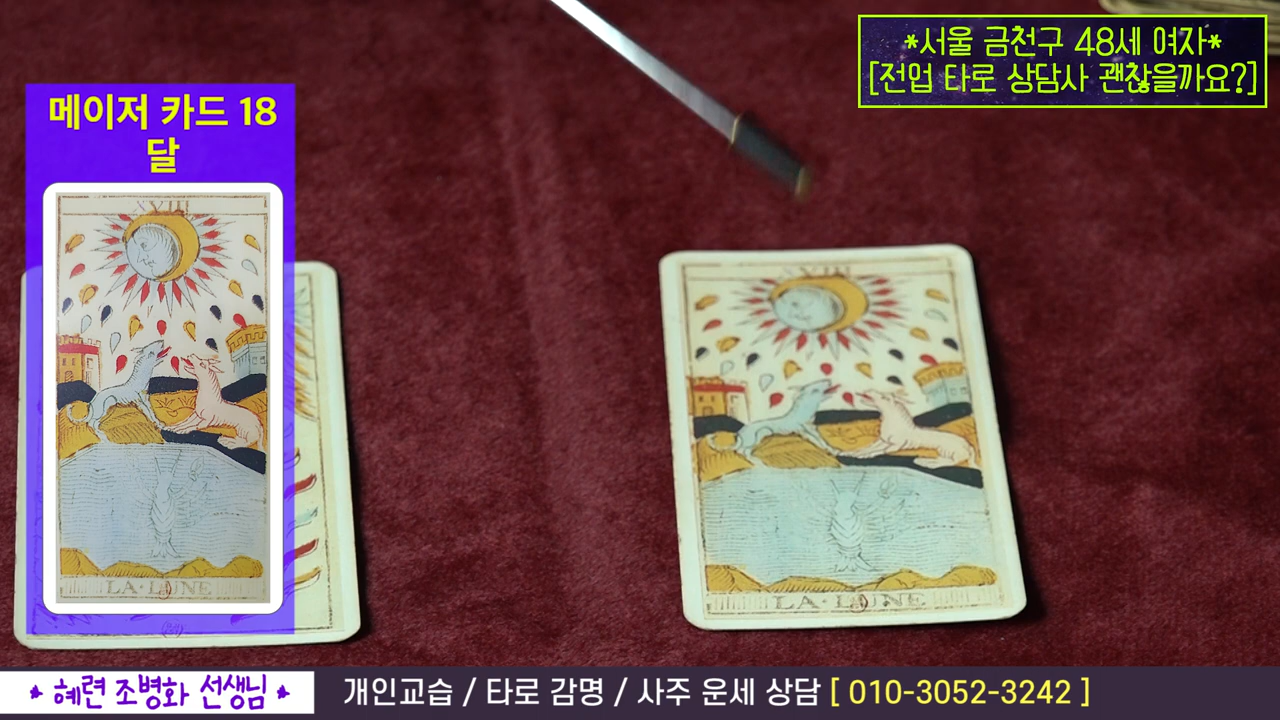 *서울 금천구 48세 여자*
[전업 타로 상담사 괜찮을까요?]
메이저 카드 18
달
XVIII
LA·LUNE
XVIII
LA·LUNE
*혜련 조병화 선생님*
개인교습 / 타로 감명 / 사주 운세 상담 [ 010-3052-3242 ]